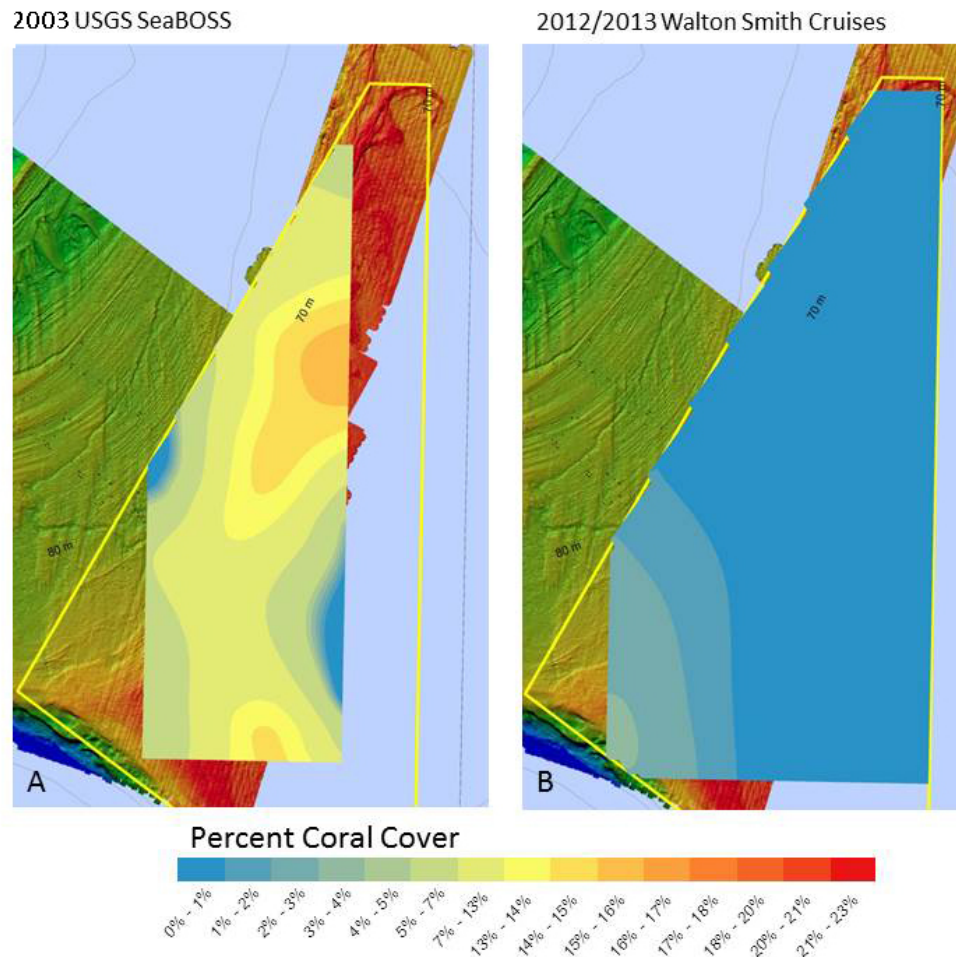 2003 USGS SeaBOSS
2012/2013 Walton Smith Cruises
70 m
70 m
70 m
70 m
80 m
80 m
A
B
Percent Coral Cover
0% - 1%
1% - 2%
2% - 3%
3% - 4%
4% - 5%
5% - 7%
7% - 13%
13% - 14%
14% - 15%
15% - 16%
16% - 17%
17% - 18%
18% - 20%
20% - 21%
21% - 23%